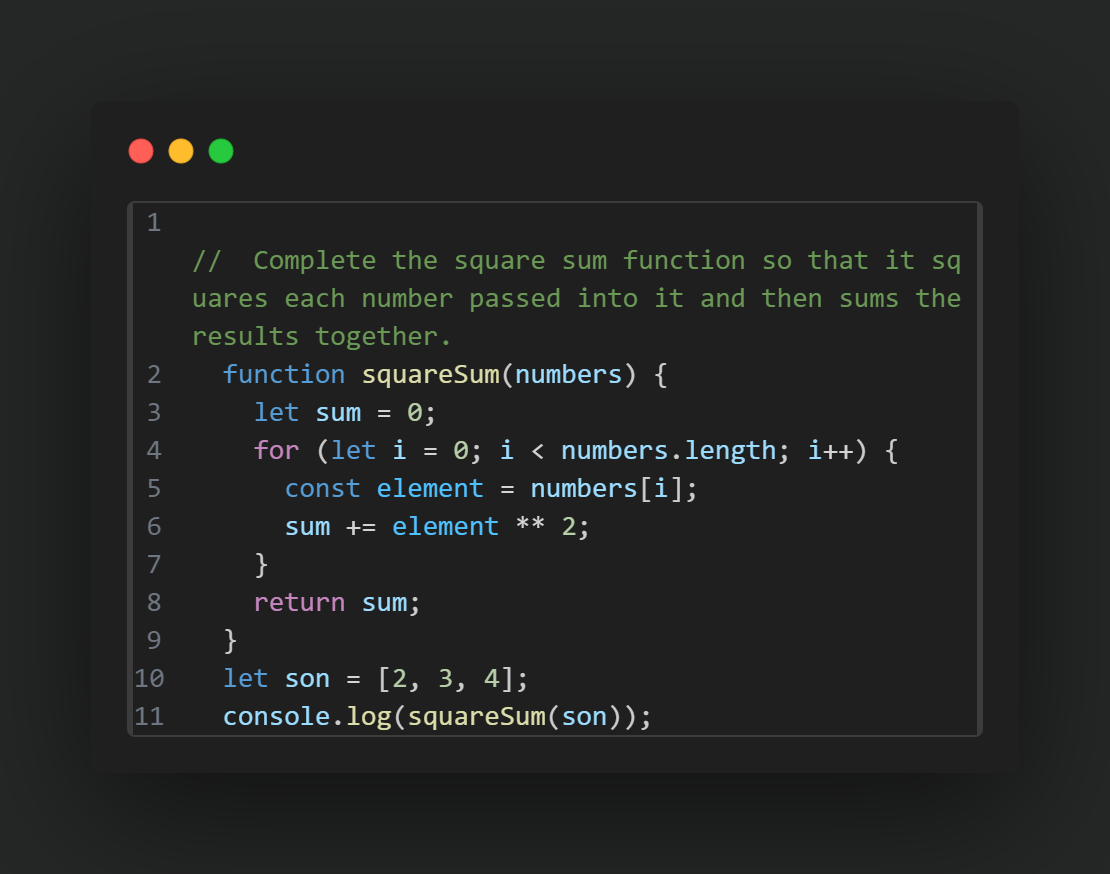 1
//  Complete the square sum function so that it sq
uares each number passed into it and then sums the
results together.
2 function squareSum(numbers) {
3 let sum = 0;
4 for (let i = 0; i < numbers.length; i++) {
5 const element = numbers[i];
6 sum += element ** 2;
7 }
8 return sum;
9 }
10 let son = [2, 3, 4];
11 console.log(squareSum(son));